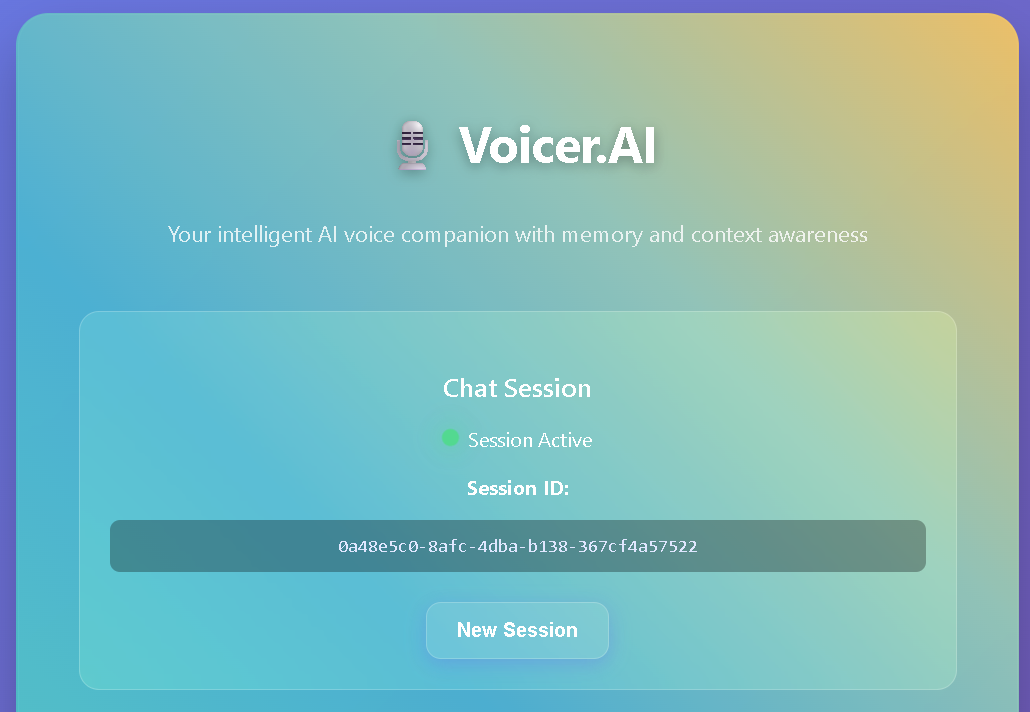 Voicer.AI
Your intelligent AI voice companion with memory and context awareness
Chat Session
Session Active
Session ID:
0a48e5c0-8afc-4dba-b138-367cf4a57522
New Session